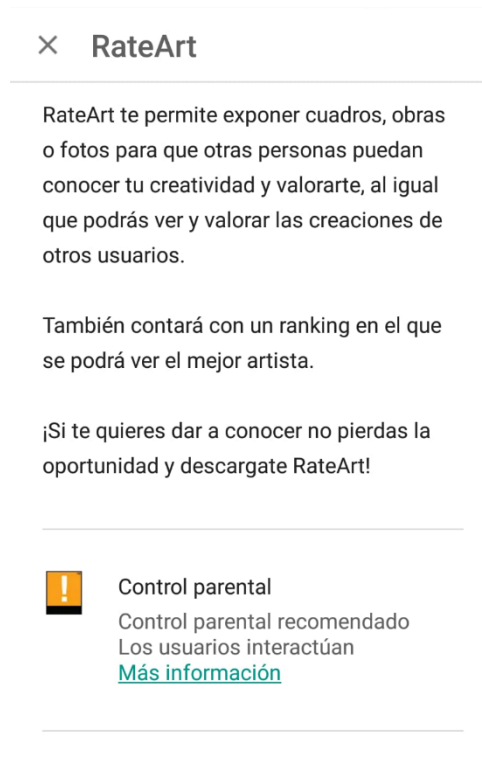 RateArt
RateArt te permite exponer cuadros, obras
o fotos para que otras personas puedan
conocer tu creatividad y valorarte, al igual
que podrás ver y valorar las creaciones de
otros usuarios.
También contará con un ranking en el que
se podrá ver el mejor artista.
¡Si te quieres dar a conocer no pierdas la
oportunidad y descargate RateArt!
Control parental
Control parental recomendado
Los usuarios interactúan
Más información